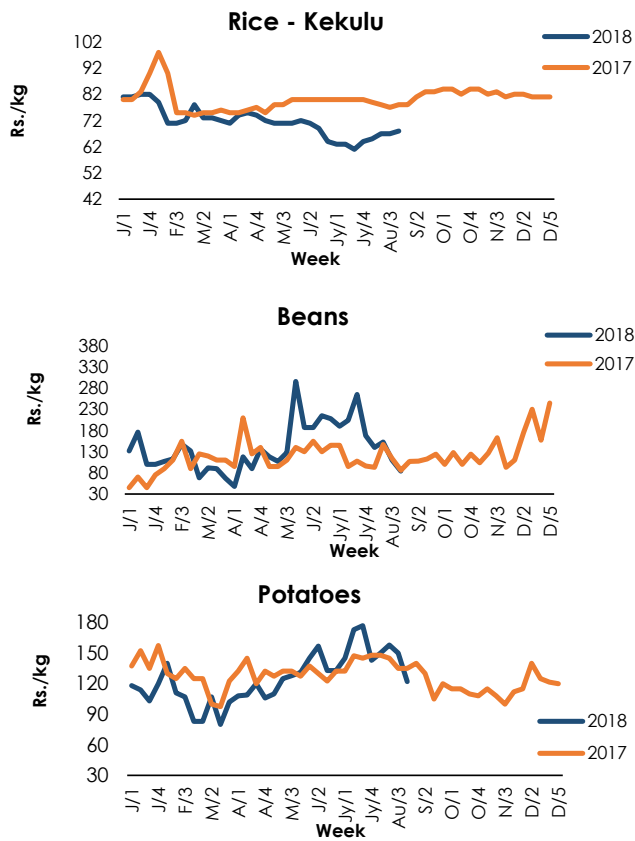 Rice - Kekulu
2018
2017
Rs./kg
102
92
82
72
62
52
42
J/1 J/4 F/3 M/2 A/1 A/4 M/3 J/2 Jy/1 Jy/4 Au/3 S/2 O/1 O/4 N/3 D/2 D/5
Week
Beans
2018
2017
Rs./kg
380
330
280
230
180
130
80
30
J/1 J/4 F/3 M/2 A/1 A/4 M/3 J/2 Jy/1 Jy/4 Au/3 S/2 O/1 O/4 N/3 D/2 D/5
Week
Potatoes
Rs./kg
180
150
120
90
60
30
2018
2017
J/1 J/4 F/3 M/2 A/1 A/4 M/3 J/2 Jy/1 Jy/4 Au/3 S/2 O/1 O/4 N/3 D/2 D/5
Week